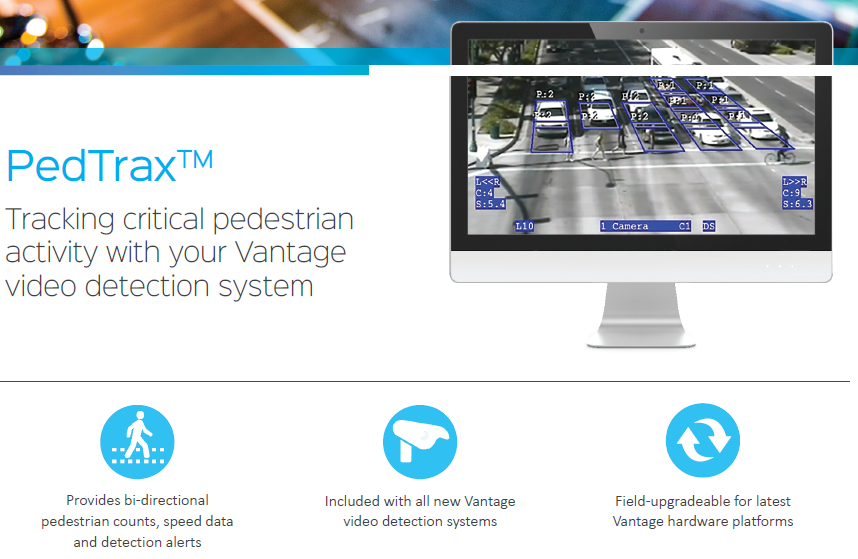 PedTrax™
Tracking critical pedestrian
activity with your Vantage
video detection system
P:2 P:2 P:2 P:1
P:1 P:1
P:2 P:2 P:2 P:1 P:1
L<<R
C:4
S:5.4
L>>R
C:9
S:6.3
L10 1 Camera C1 DS
Provides bi-directional
pedestrian counts, speed data
and detection alerts
Included with all new Vantage
video detection systems
Field-upgradeable for latest
Vantage hardware platforms